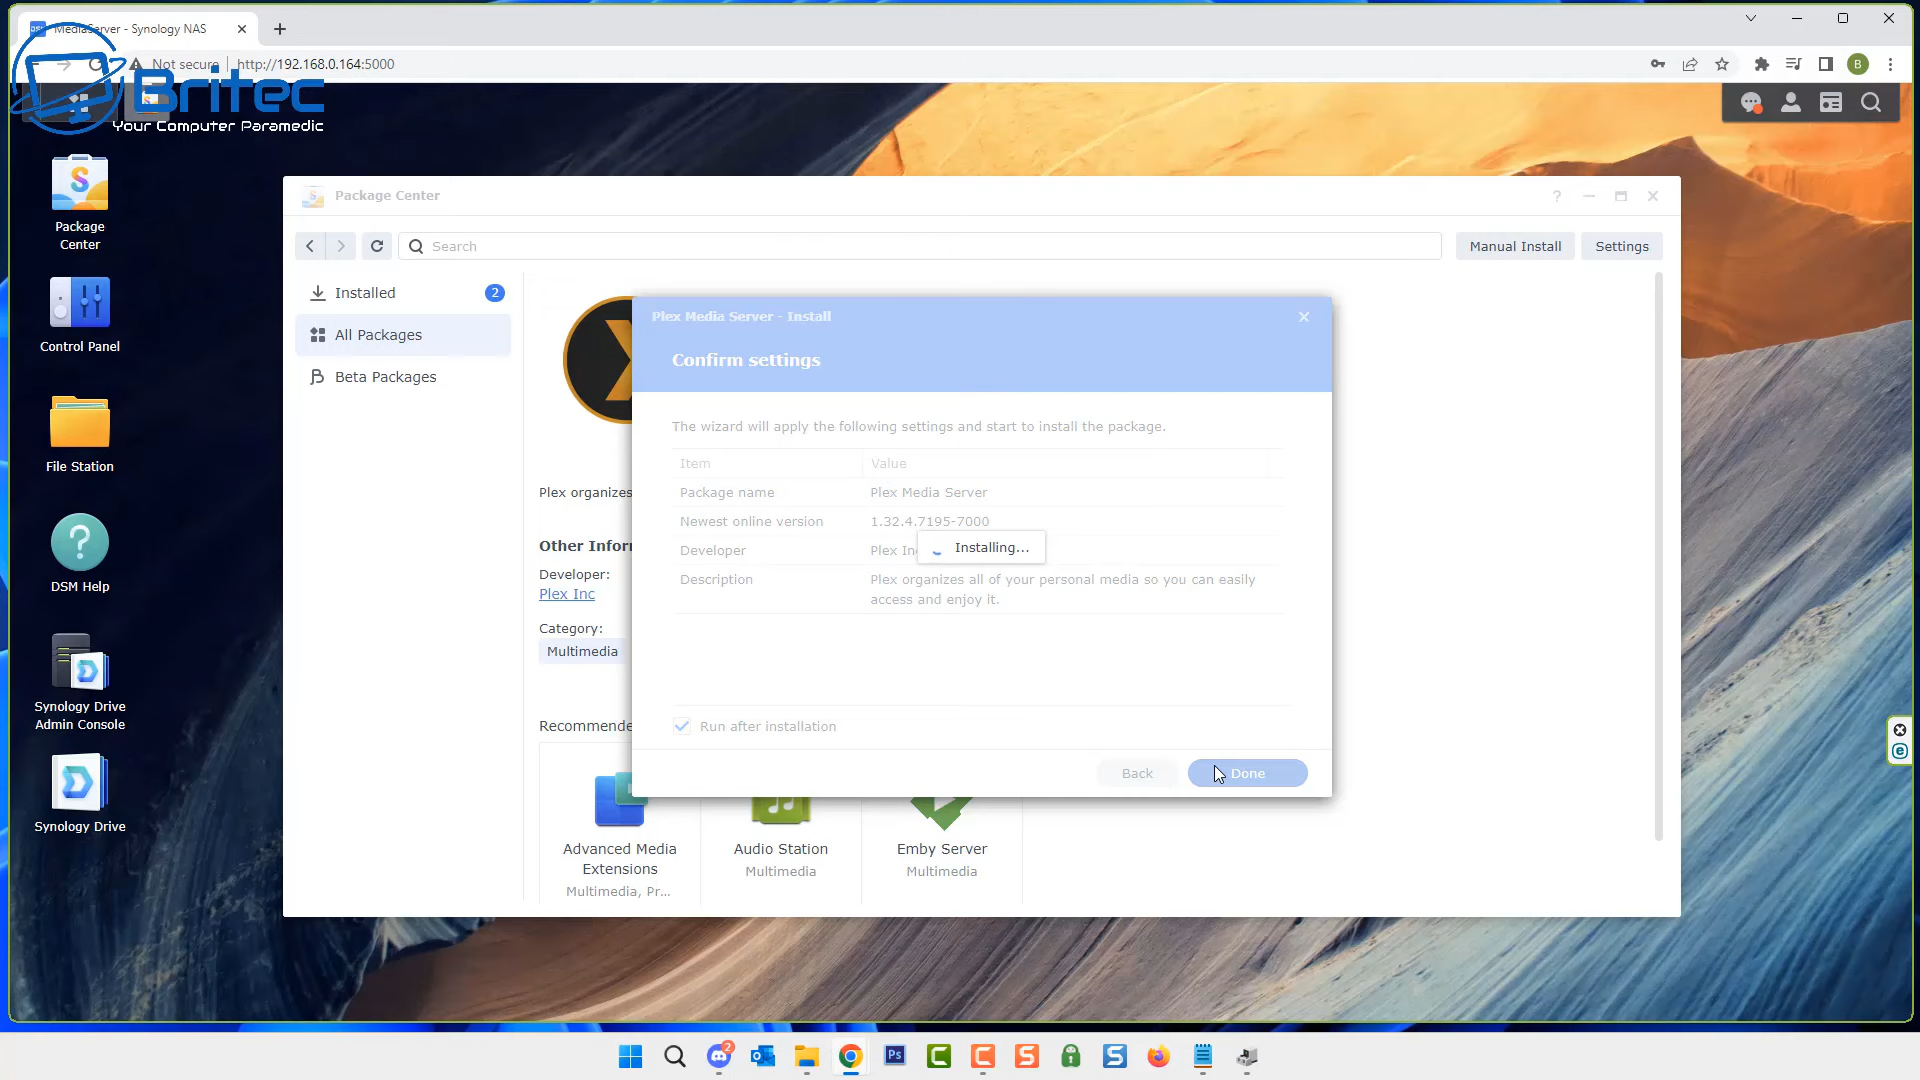 MediaServer - Synology NAS
Not secure
http://192.168.0.164:5000
B
Britec
Your Computer Paramedic
Package Center
Package
Center
Search
Manual Install
Settings
Installed
2
All Packages
Beta Packages
Control Panel
File Station
DSM Help
Synology Drive
Admin Console
Synology Drive
Plex organizes
Other Infor
Developer:
Plex Inc
Category:
Multimedia
Recommende
Plex Media Server - Install
Confirm settings
The wizard will apply the following settings and start to install the package.
Item
Value
Package name
Plex Media Server
Newest online version
1.32.4.7195-7000
Developer
Plex In
Installing...
Description
Plex organizes all of your personal media so you can easily
access and enjoy it.
Run after installation
Back
Done
Advanced Media
Extensions
Multimedia, Pr...
Audio Station
Multimedia
Emby Server
Multimedia
2
Ps